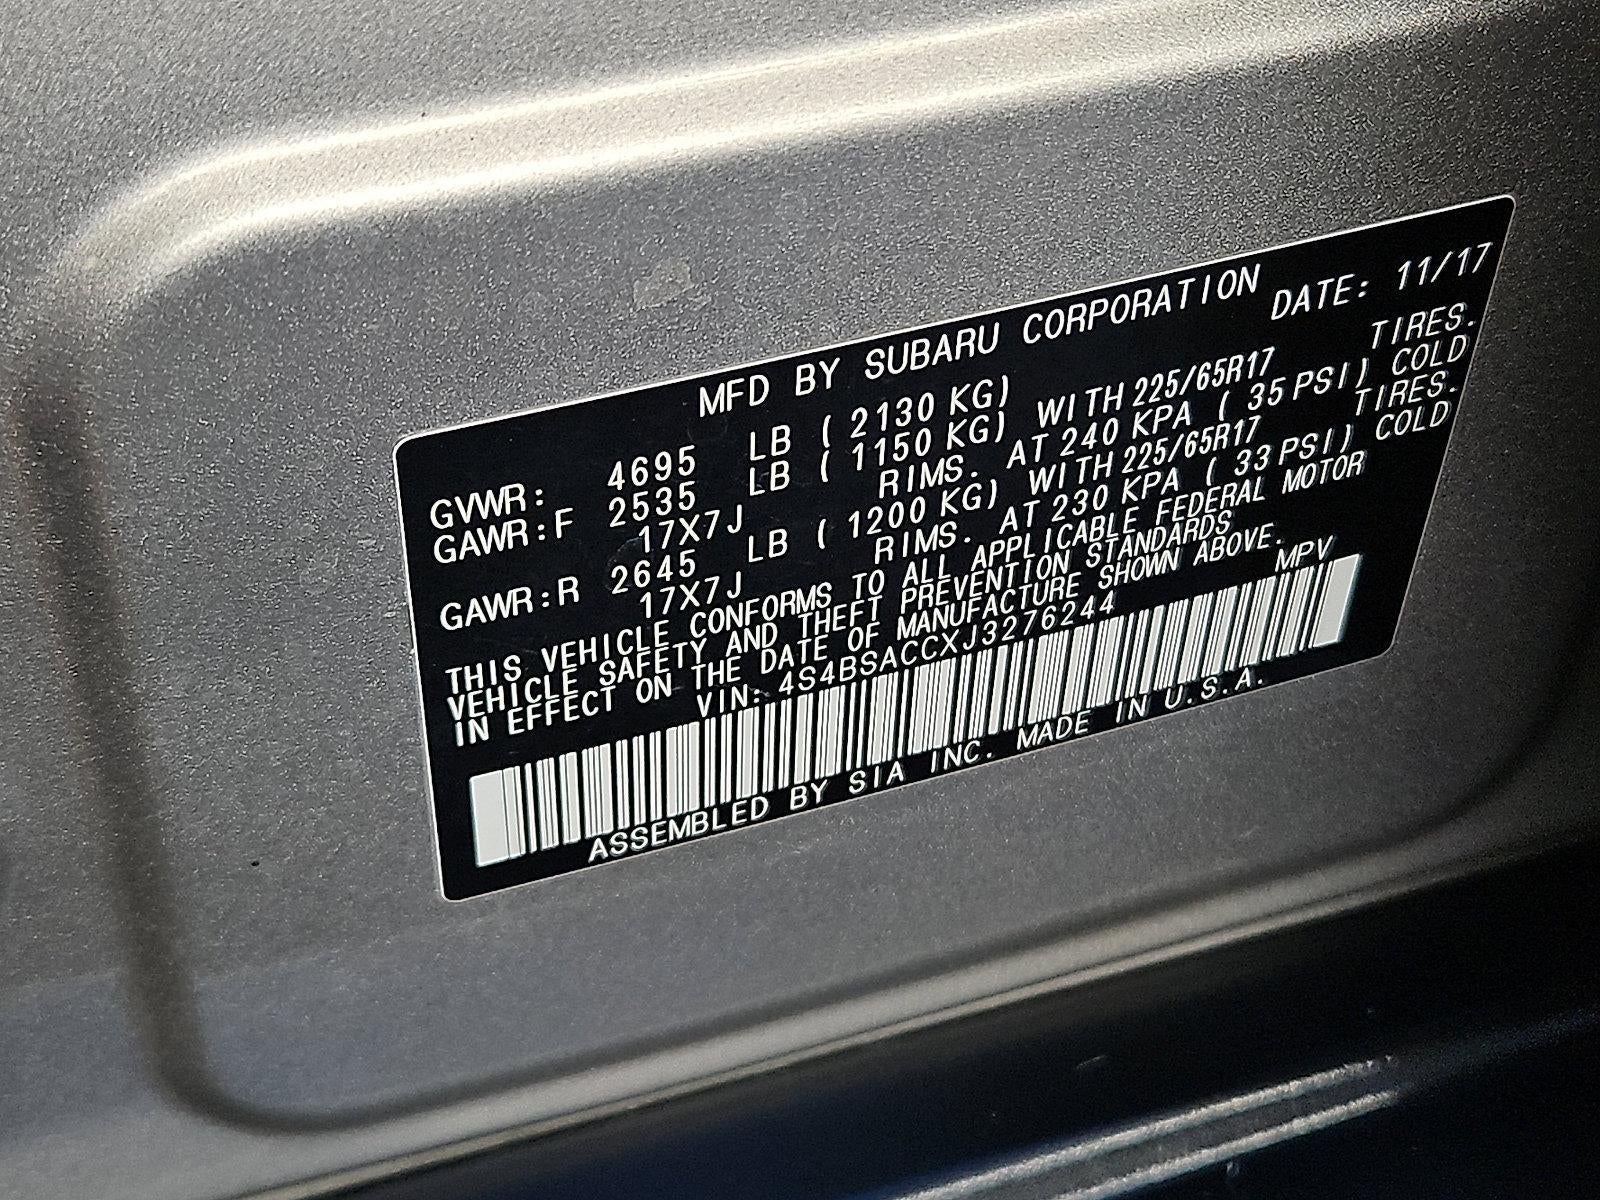 MFD BY SUBARU CORPORATION
DATE: 11/17
GVWR: 4695 LB ( 2130 KG)
GAWR:F 2535 LB ( 1150 KG) WITH 225/65R17 TIRES.
17X7J RIMS. AT 240 KPA ( 35 PSI) COLD
GAWR:R 2645 LB ( 1200 KG) WITH 225/65R17 TIRES.
17X7J RIMS. AT 230 KPA ( 33 PSI) COLD
THIS VEHICLE CONFORMS TO ALL APPLICABLE FEDERAL MOTOR
VEHICLE SAFETY AND THEFT PREVENTION STANDARDS
IN EFFECT ON THE DATE OF MANUFACTURE SHOWN ABOVE.
VIN: 4S4BSACCXJ3276244 MPV
ASSEMBLED BY SIA INC. MADE IN U.S.A.